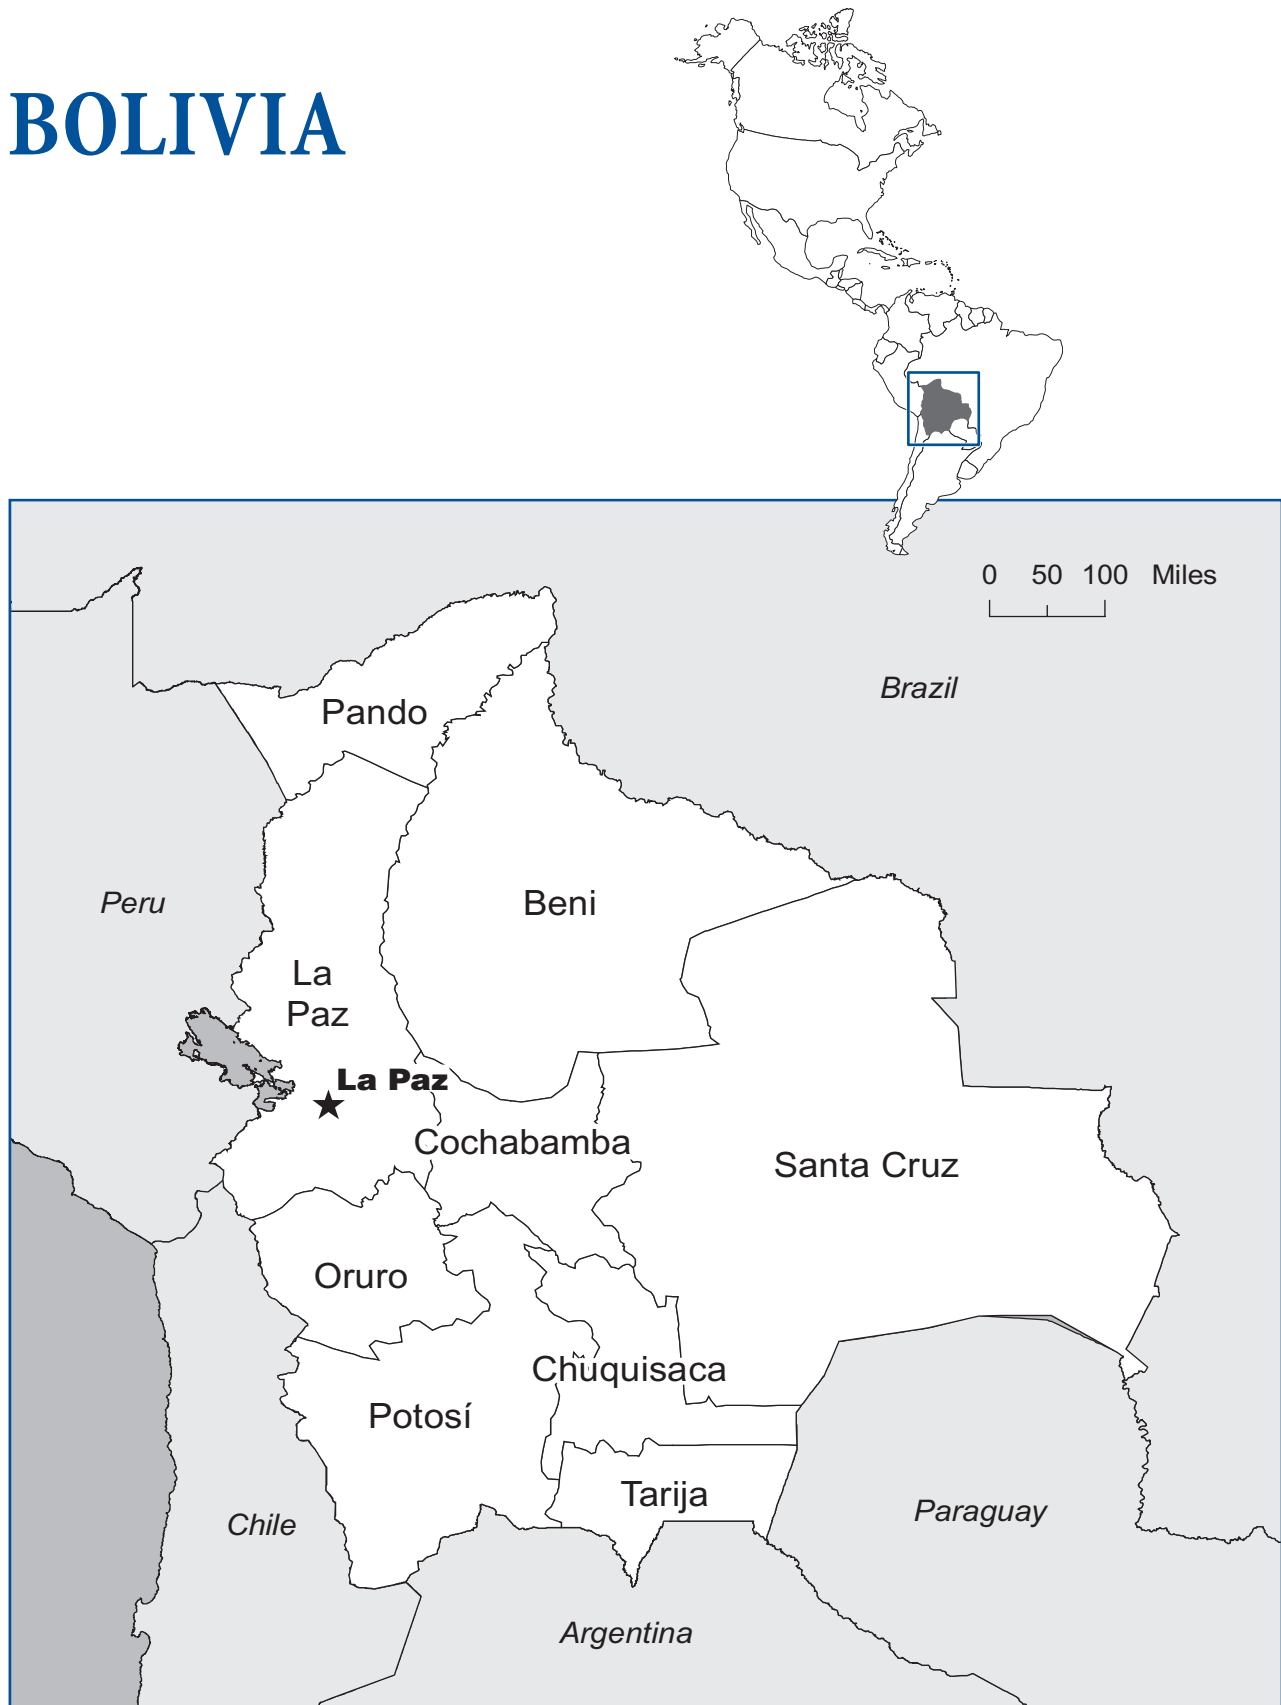 BOLIVIA
0 50 100 Miles
Brazil
Pando
Peru
Beni
La
Paz
La Paz
Cochabamba
Santa Cruz
Oruro
Chuquisaca
Potosí
Tarija
Paraguay
Chile
Argentina